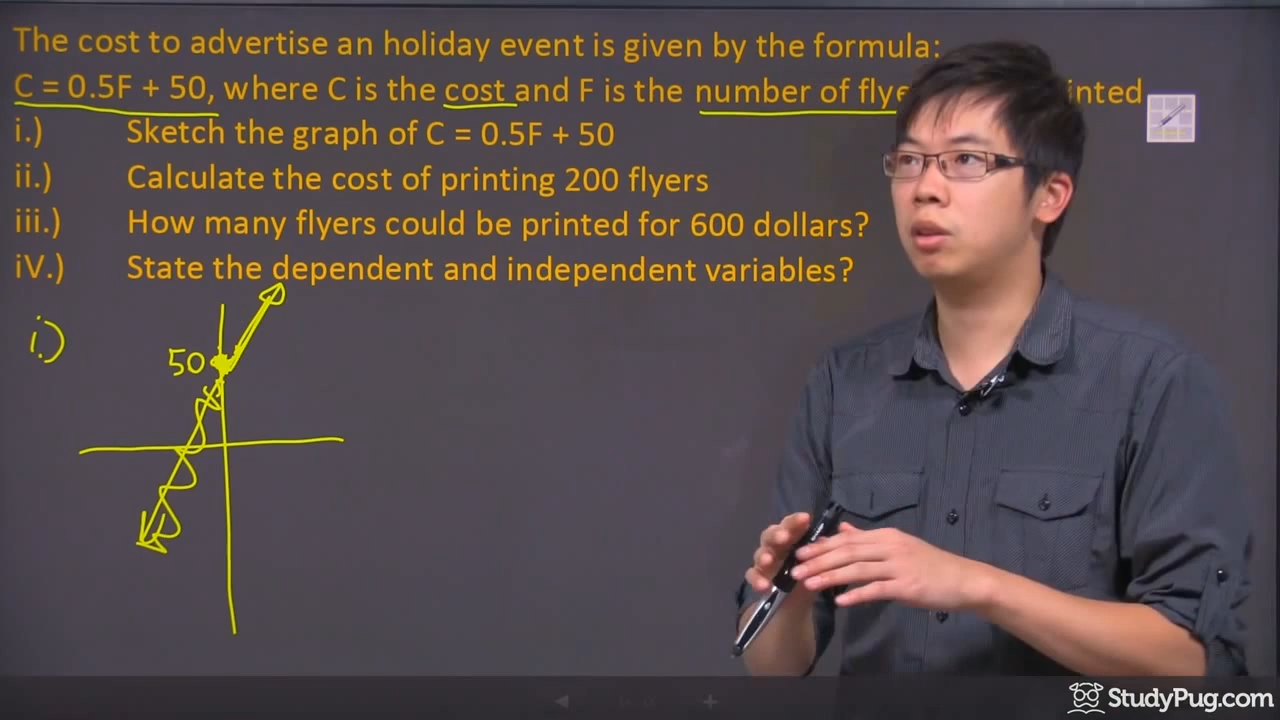 The cost to advertise an holiday event is given by the formula:
C = 0.5F + 50, where C is the cost and F is the number of flye inted
i.) Sketch the graph of C = 0.5F + 50
ii.) Calculate the cost of printing 200 flyers
iii.) How many flyers could be printed for 600 dollars?
iV.) State the dependent and independent variables?
i.)
50
StudyPug.com